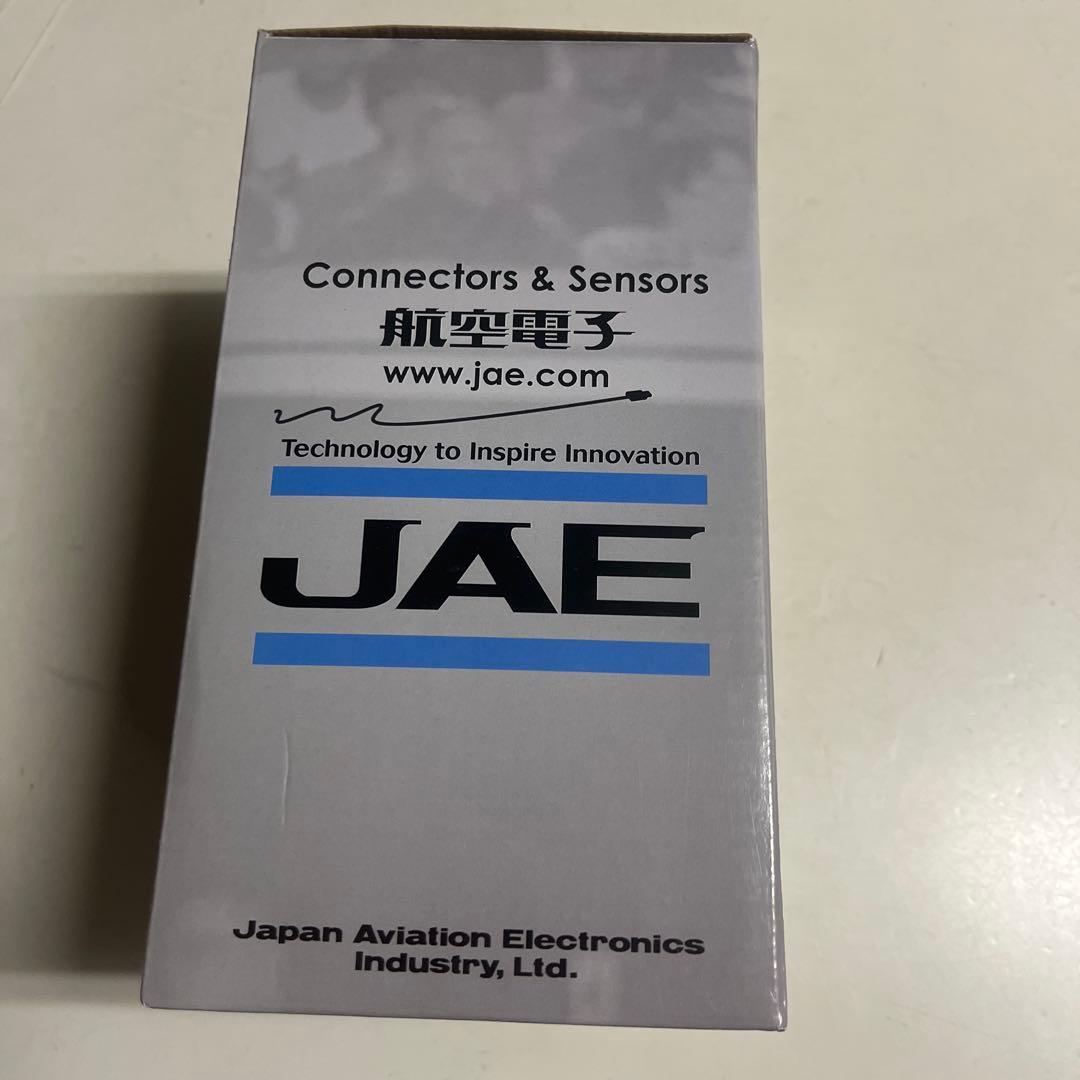 Connectors & Sensors
航空電子
www.jae.com
Technology to Inspire Innovation
JAE
Japan Aviation Electronics
Industry, Ltd.